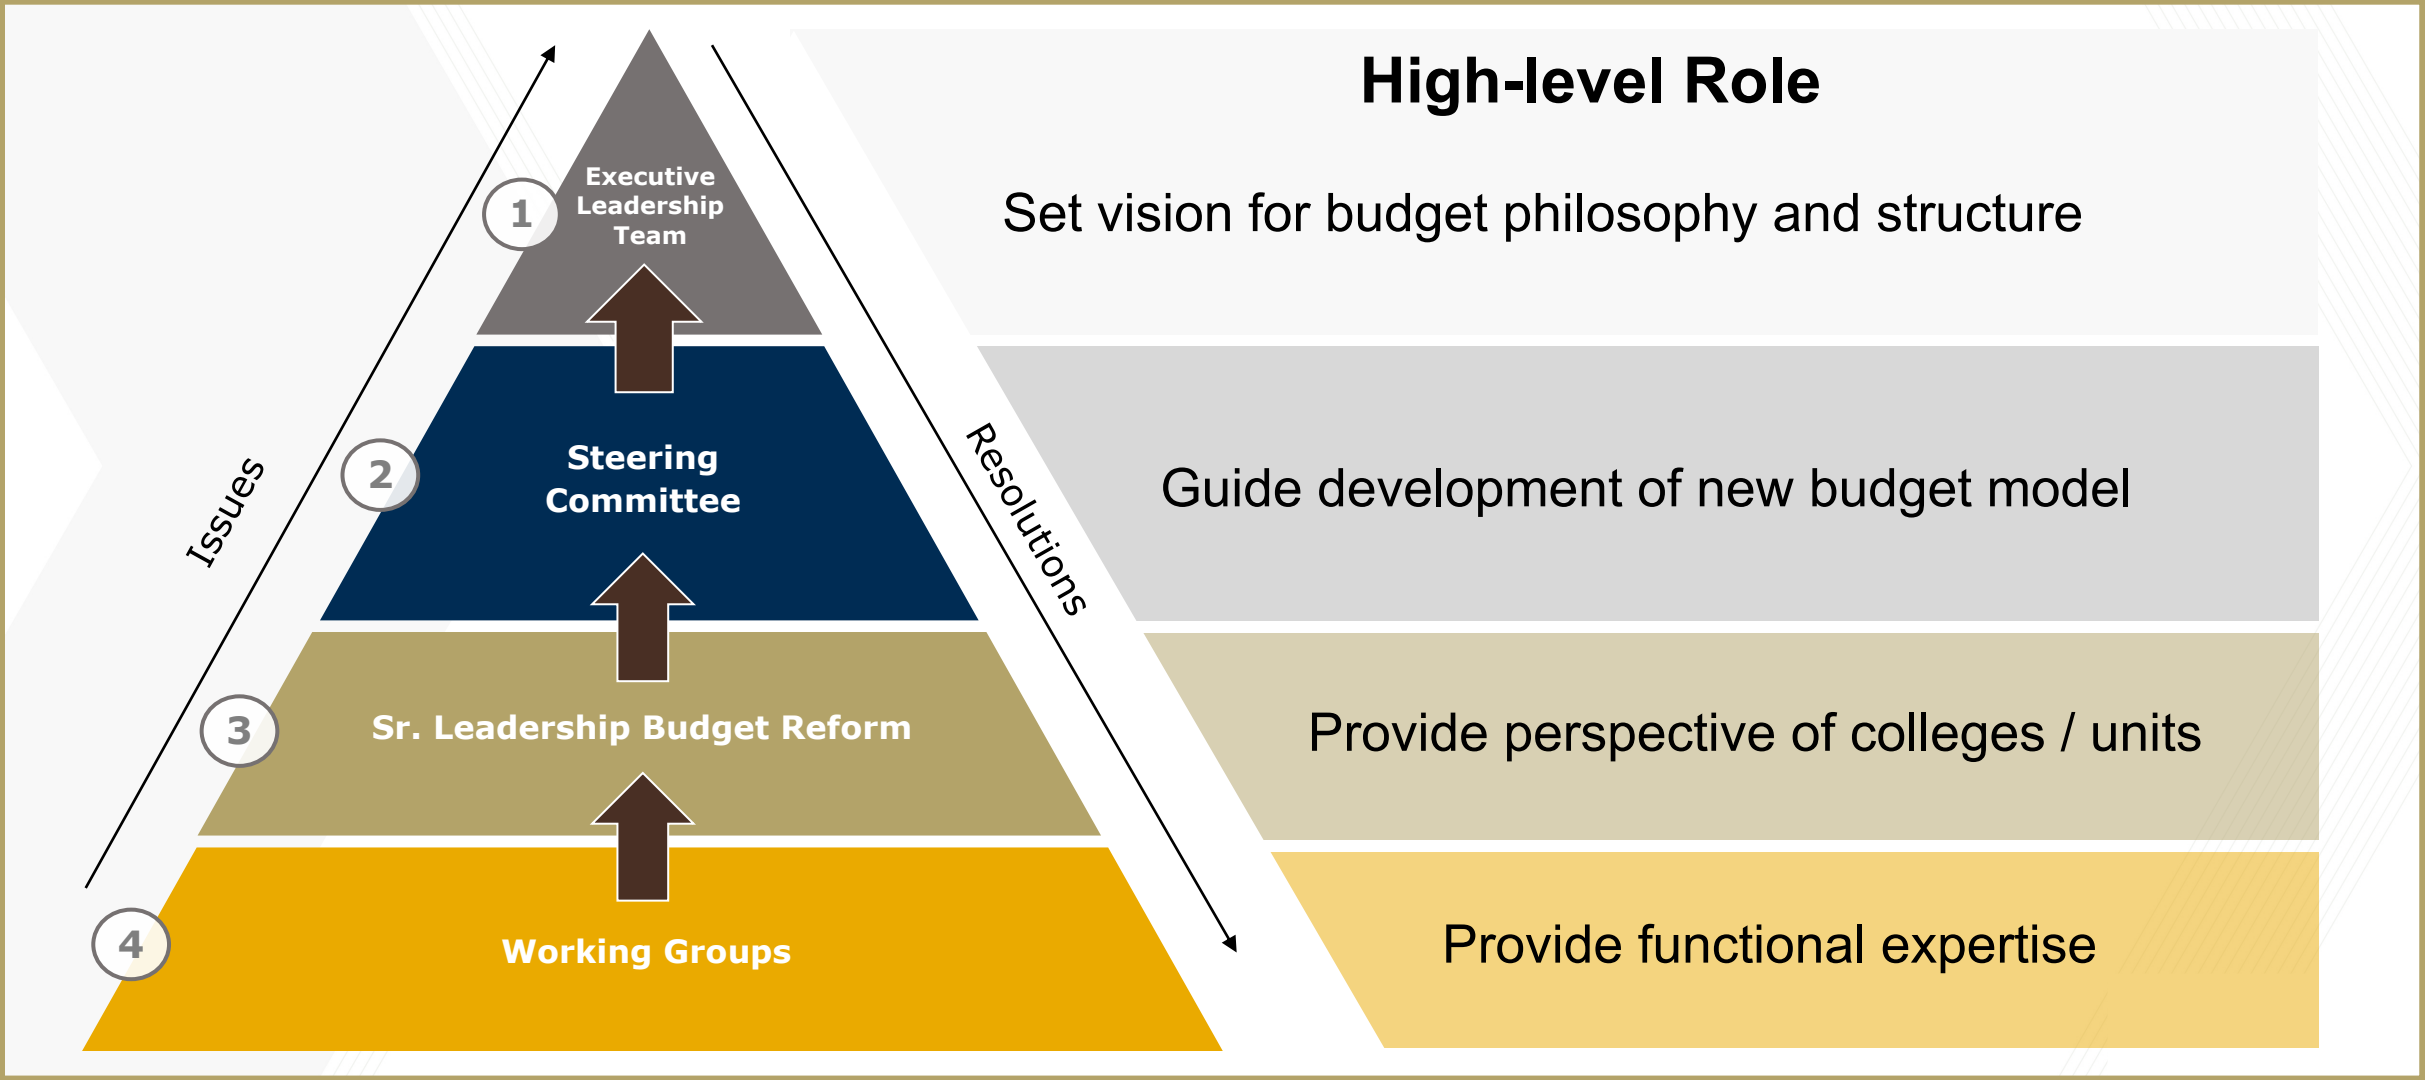 High-level Role
1
Executive
Leadership
Team
Set vision for budget philosophy and structure
Issues
Resolutions
2
Steering
Committee
Guide development of new budget model
3
Sr. Leadership Budget Reform
Provide perspective of colleges / units
4
Working Groups
Provide functional expertise